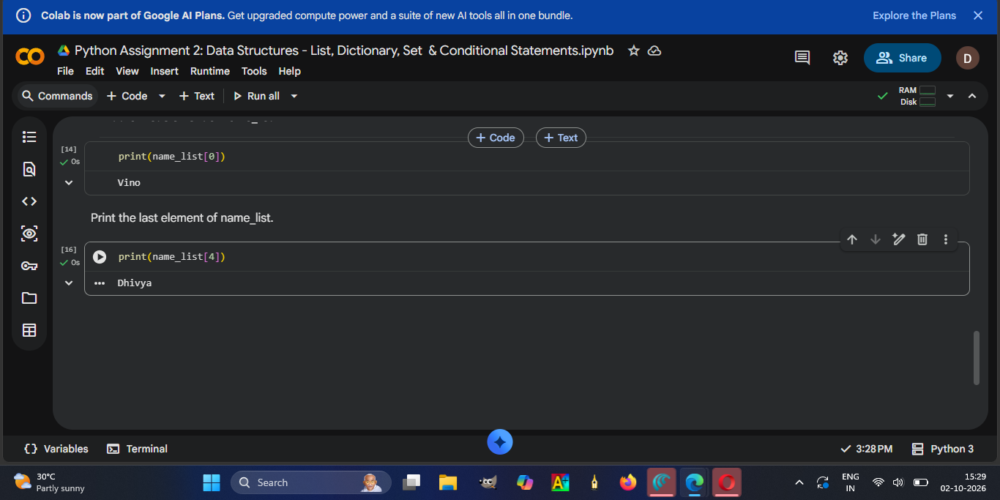 Colab is now part of Google AI Plans. Get upgraded compute power and a suite of new AI tools all in one bundle. Explore the Plans
Python Assignment 2: Data Structures - List, Dictionary, Set & Conditional Statements.ipynb
Share
D
File Edit View Insert Runtime Tools Help
Commands + Code + Text Run all
RAM
Disk
+ Code + Text
[14]
0s
print(name_list[0])
Vino
Print the last element of name_list.
[16]
0s
print(name_list[4])
Dhivya
{} Variables Terminal 3:28 PM Python 3
30°C
Partly sunny
Search
ENG
IN
15:29
02-10-2026